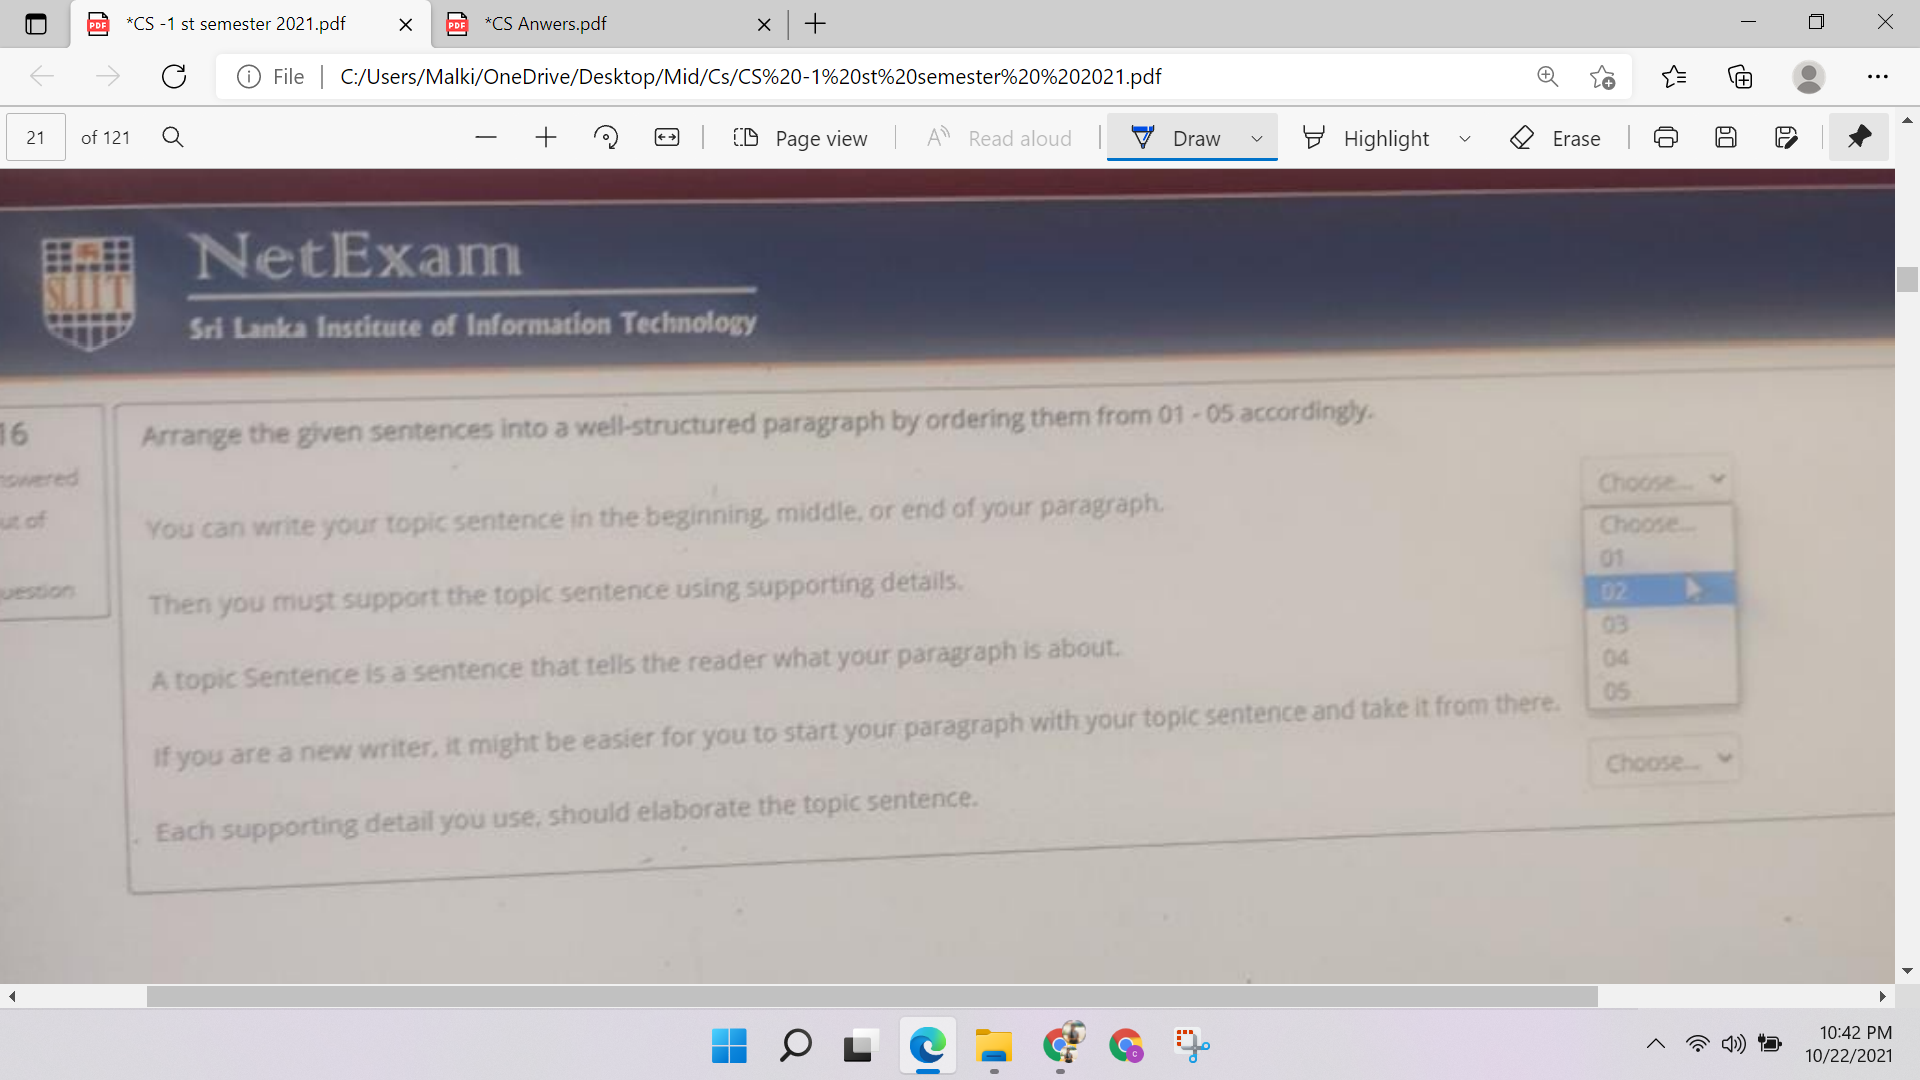 *CS -1 st semester 2021.pdf
*CS Anwers.pdf
File
C:/Users/Malki/OneDrive/Desktop/Mid/Cs/CS%20-1%20st%20semester%20%202021.pdf
21 of 121
Page view
Read aloud
Draw
Highlight
Erase
SLIIT
NetExam
Sri Lanka Institute of Information Technology
16
nswered
ut of
uestion
Arrange the given sentences into a well-structured paragraph by ordering them from 01 - 05 accordingly.
You can write your topic sentence in the beginning, middle, or end of your paragraph.
Then you must support the topic sentence using supporting details.
A topic Sentence is a sentence that tells the reader what your paragraph is about.
If you are a new writer, it might be easier for you to start your paragraph with your topic sentence and take it from there.
Each supporting detail you use, should elaborate the topic sentence.
Choose...
Choose...
01
02
03
04
05
Choose...
10:42 PM
10/22/2021